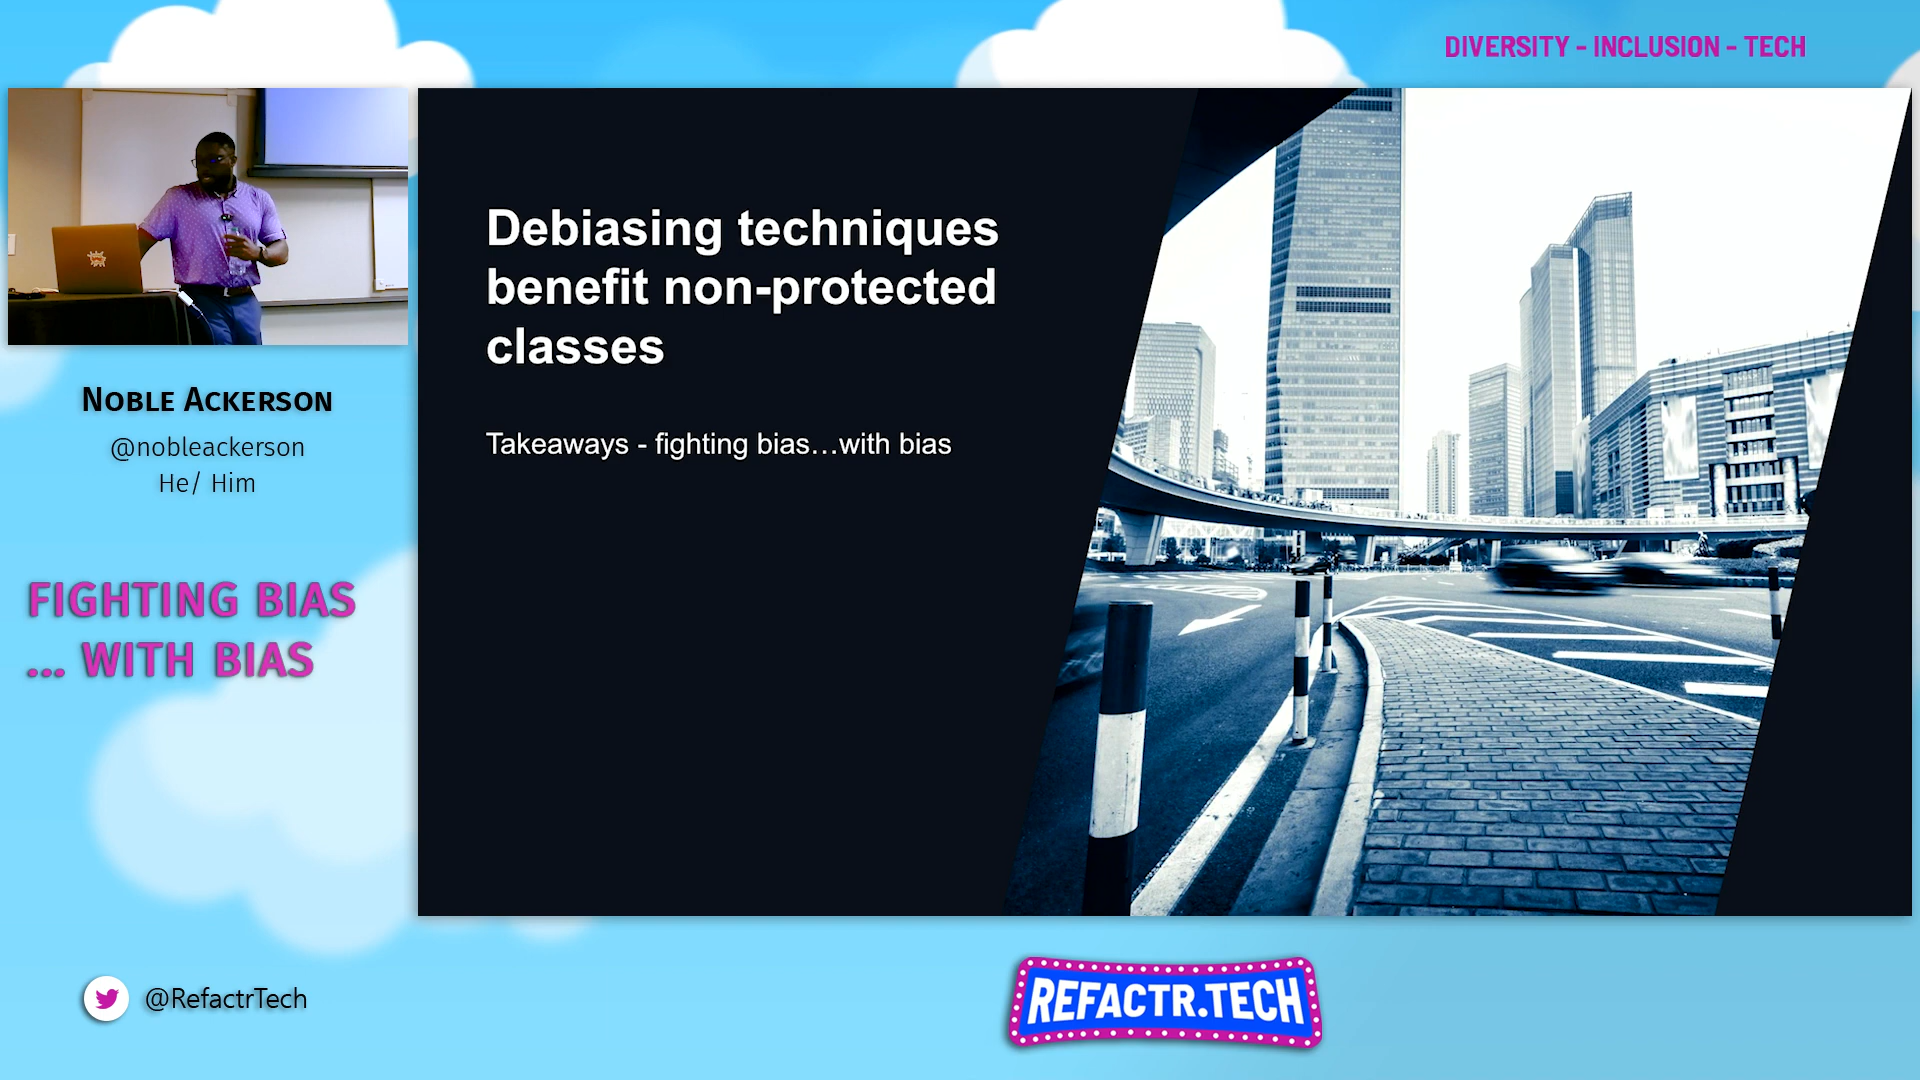 DIVERSITY - INCLUSION - TECH
Debiasing techniques
benefit non-protected
classes
Takeaways - fighting bias...with bias
NOBLE ACKERSON
@nobleackerson
He/ Him
FIGHTING BIAS
... WITH BIAS
@RefactrTech
REFACTR.TECH